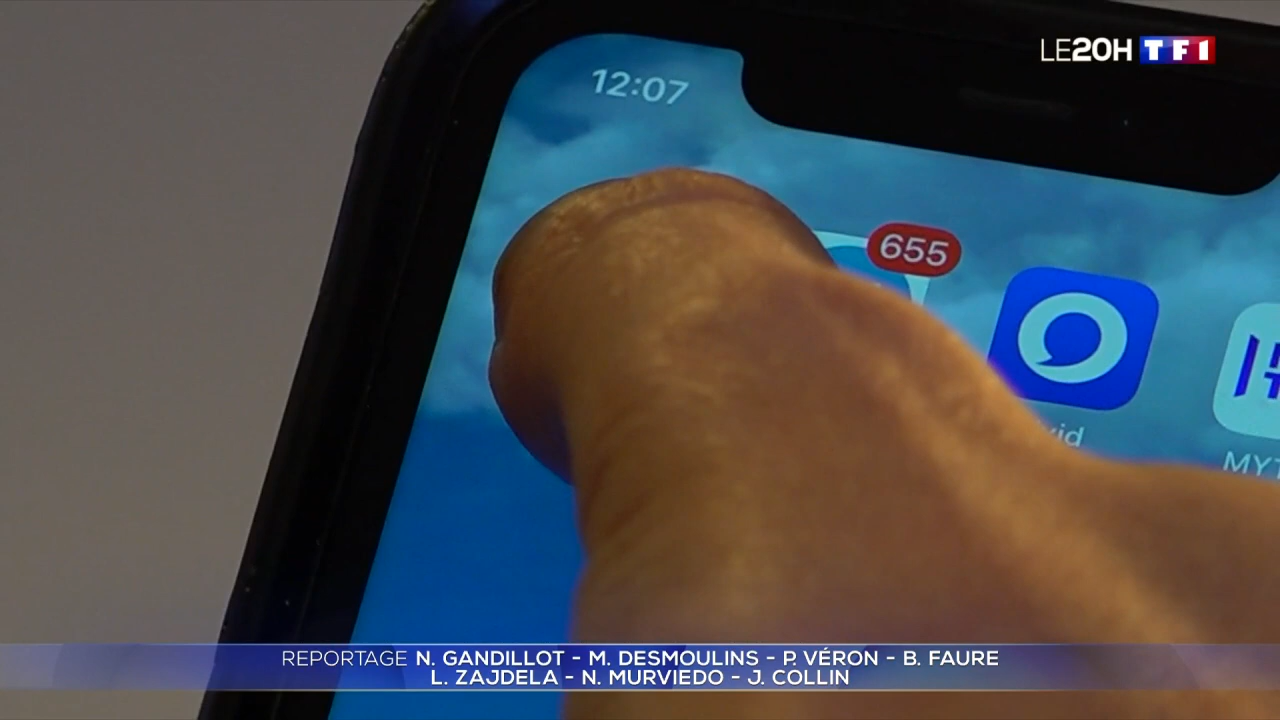 LE20H TF1
12:07
655
REPORTAGE N. GANDILLOT - M. DESMOULINS - P. VÉRON - B. FAURE
L. ZAJDELA - N. MURVIEDO - J. COLLIN